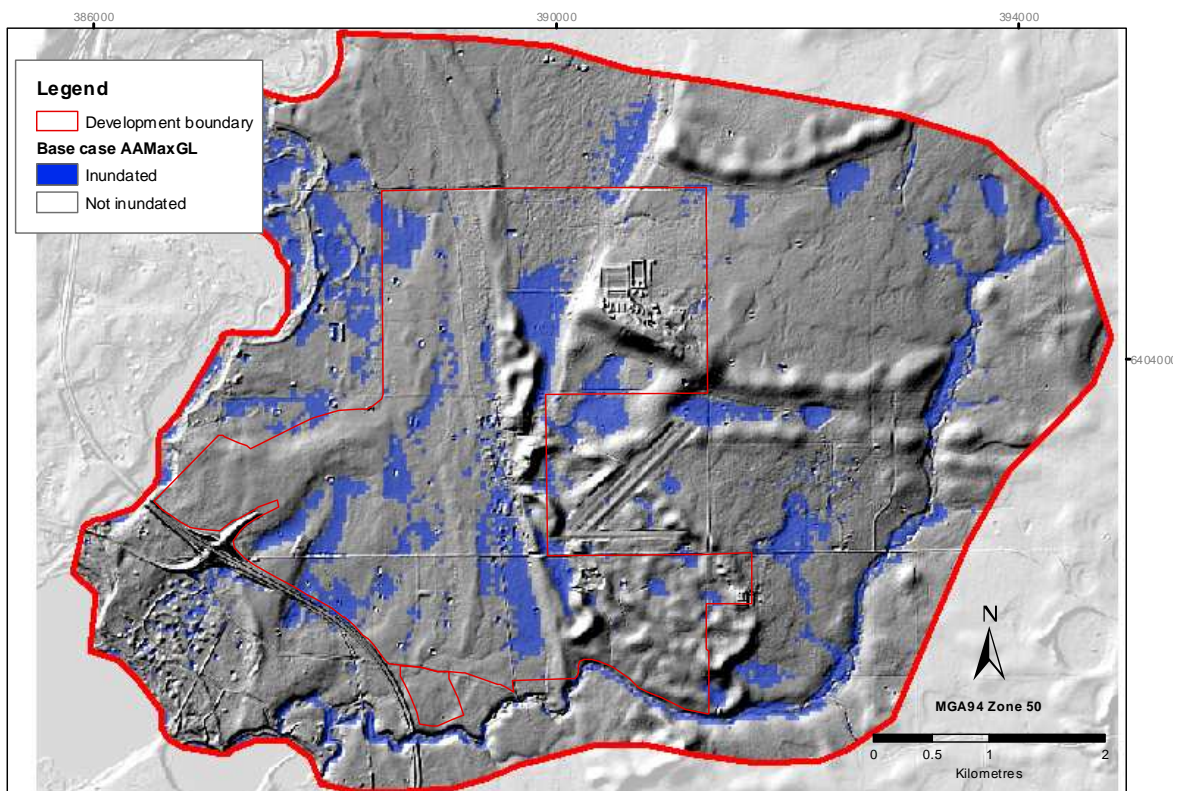 386000
390000
394000
Legend
Development boundary
Base case AAMaxGL
Inundated
Not inundated
6404000
N
MGA94 Zone 50
0 0.5 1 2
Kilometres